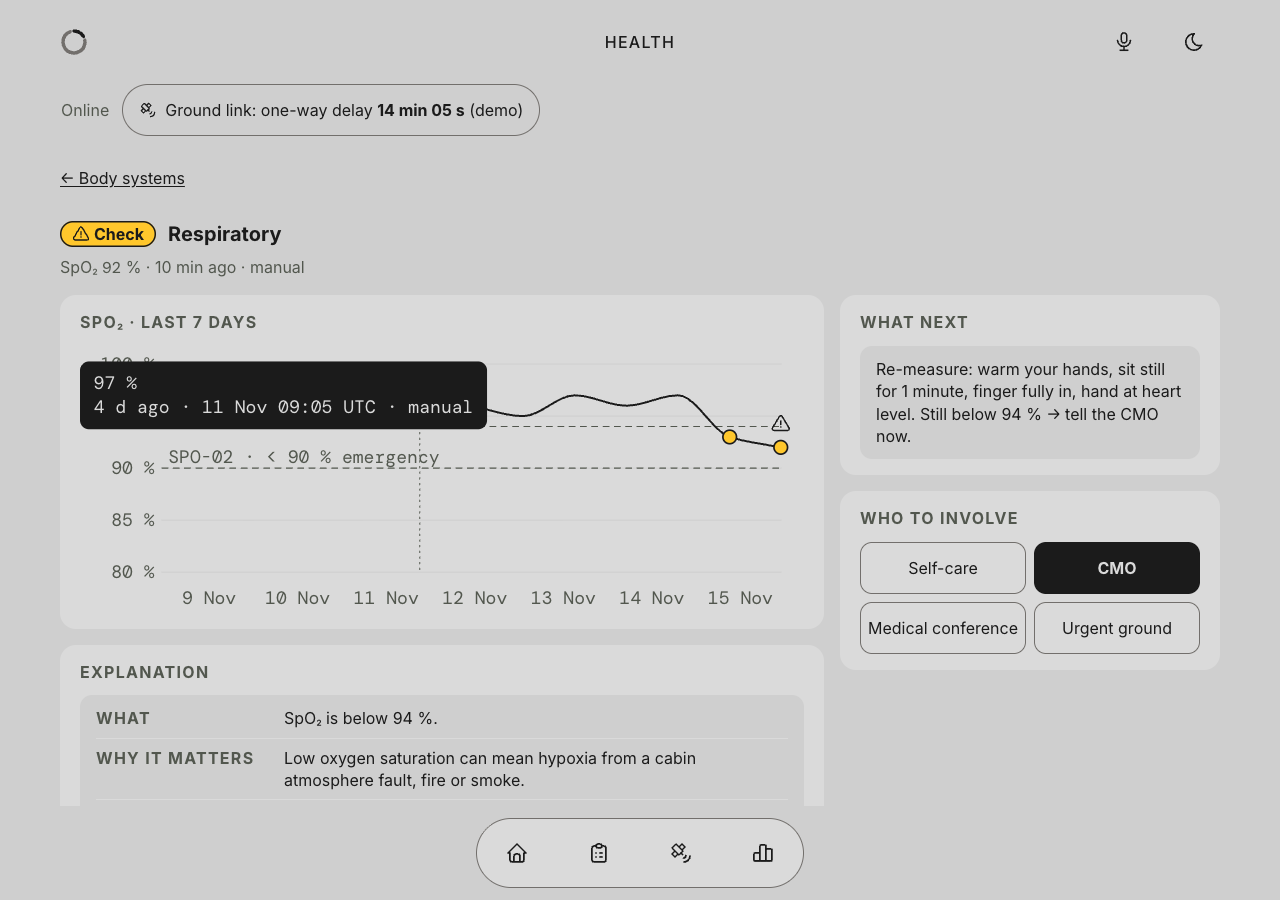 HEALTH
Online
Ground link: one-way delay 14 min 05 s (demo)
← Body systems
Check
Respiratory
SpO₂ 92 % · 10 min ago · manual
SPO₂ · LAST 7 DAYS
97 %
4 d ago · 11 Nov 09:05 UTC · manual
SPO-02 · < 90 % emergency
90 %
85 %
80 %
9 Nov 10 Nov 11 Nov 12 Nov 13 Nov 14 Nov 15 Nov
EXPLANATION
WHAT
SpO₂ is below 94 %.
WHY IT MATTERS
Low oxygen saturation can mean hypoxia from a cabin
atmosphere fault, fire or smoke.
WHAT NEXT
Re-measure: warm your hands, sit still
for 1 minute, finger fully in, hand at heart
level. Still below 94 % → tell the CMO
now.
WHO TO INVOLVE
Self-care
CMO
Medical conference
Urgent ground